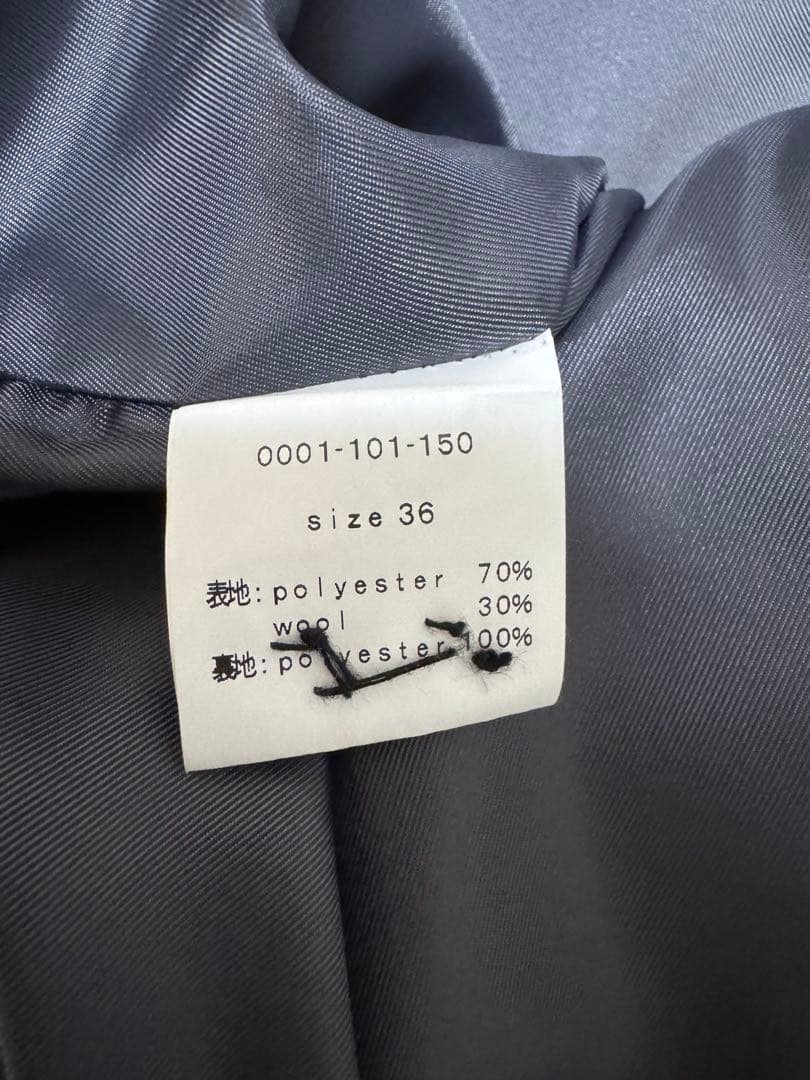 0001-101-150
size 36
表地: polyester 70%
wool 30%
裏地: polyester 100%